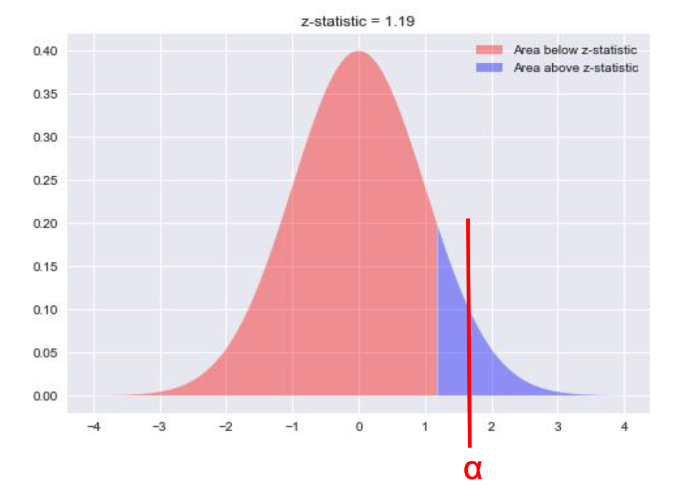 z-statistic = 1.19
Area below z-statistic
Area above z-statistic
0.40
0.35
0.30
0.25
0.20
0.15
0.10
0.05
0.00
−4 −3 −2 −1 0 1 2 3 4
α